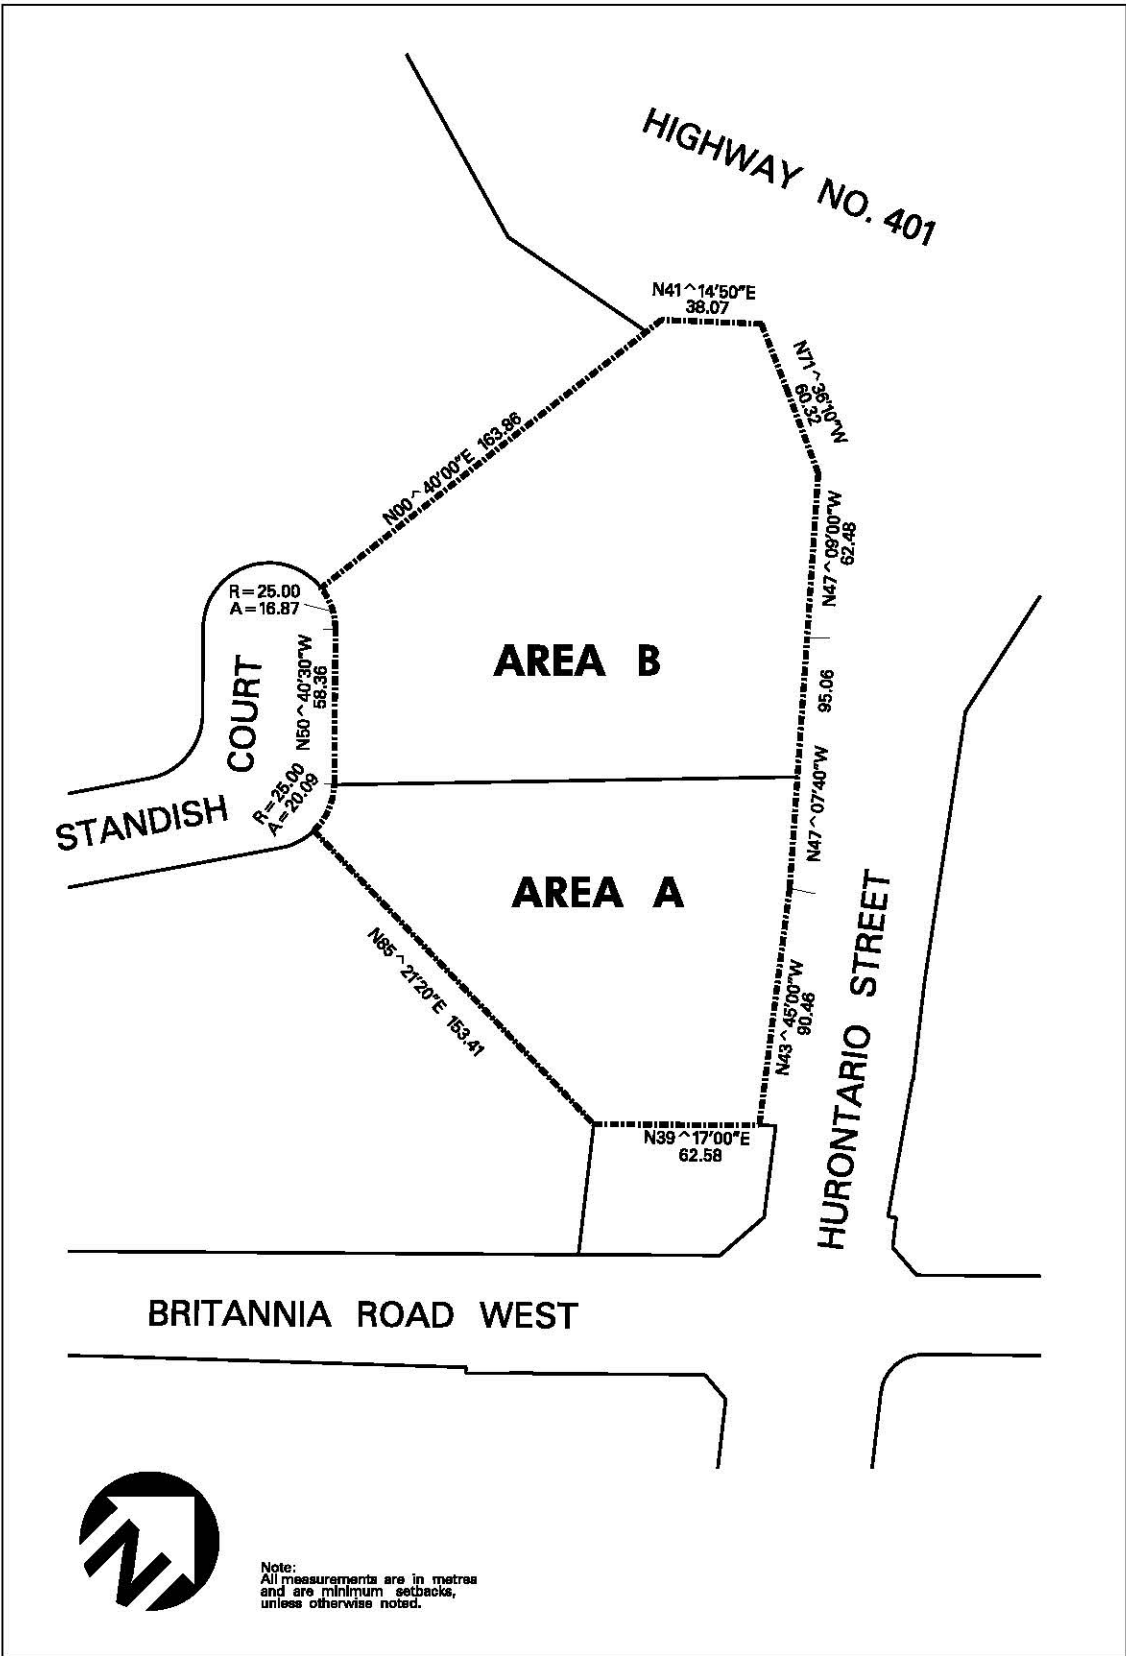 HIGHWAY NO. 401
N41^14'50"E
38.07
N71^36'10"W
60.32
N00^40'00"E 163.86
N47^09'00"W
62.48
R=25.00
A=16.87
AREA B
N50^40'30"W
58.36
95.06
COURT
N47^07'40"W
R=25.00
A=20.09
STANDISH
AREA A
N85^21'20"E 153.41
HURONTARIO STREET
N43^45'00"W
90.46
N39^17'00"E
62.58
BRITANNIA ROAD WEST
N
Note:
All measurements are in metres
and are minimum setbacks,
unless otherwise noted.